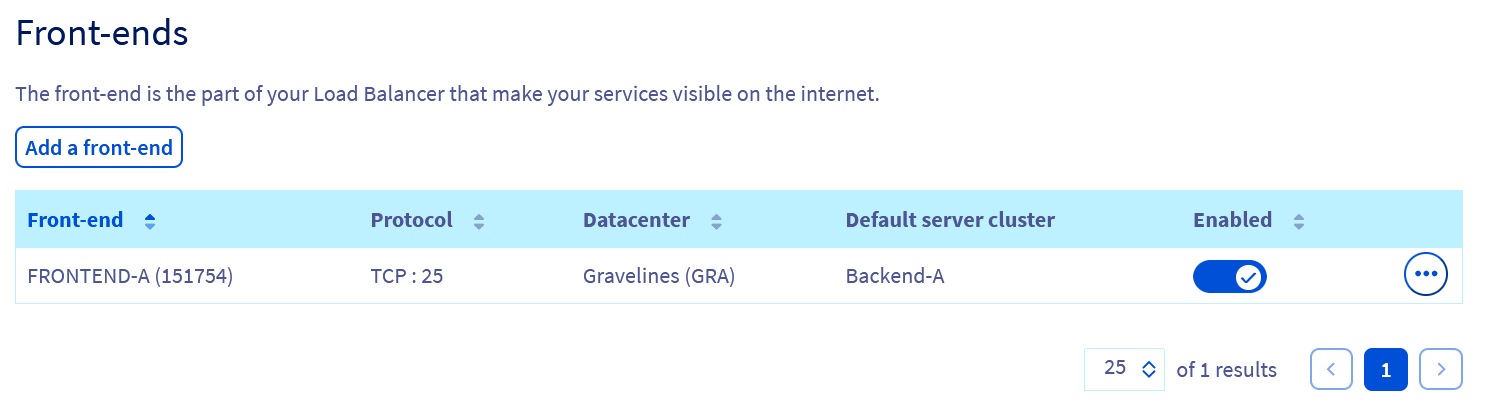 Front-ends
The front-end is the part of your Load Balancer that make your services visible on the internet.
Add a front-end
Front-end Protocol Datacenter Default server cluster Enabled
FRONTEND-A (151754) TCP : 25 Gravelines (GRA) Backend-A
25 of 1 results 1